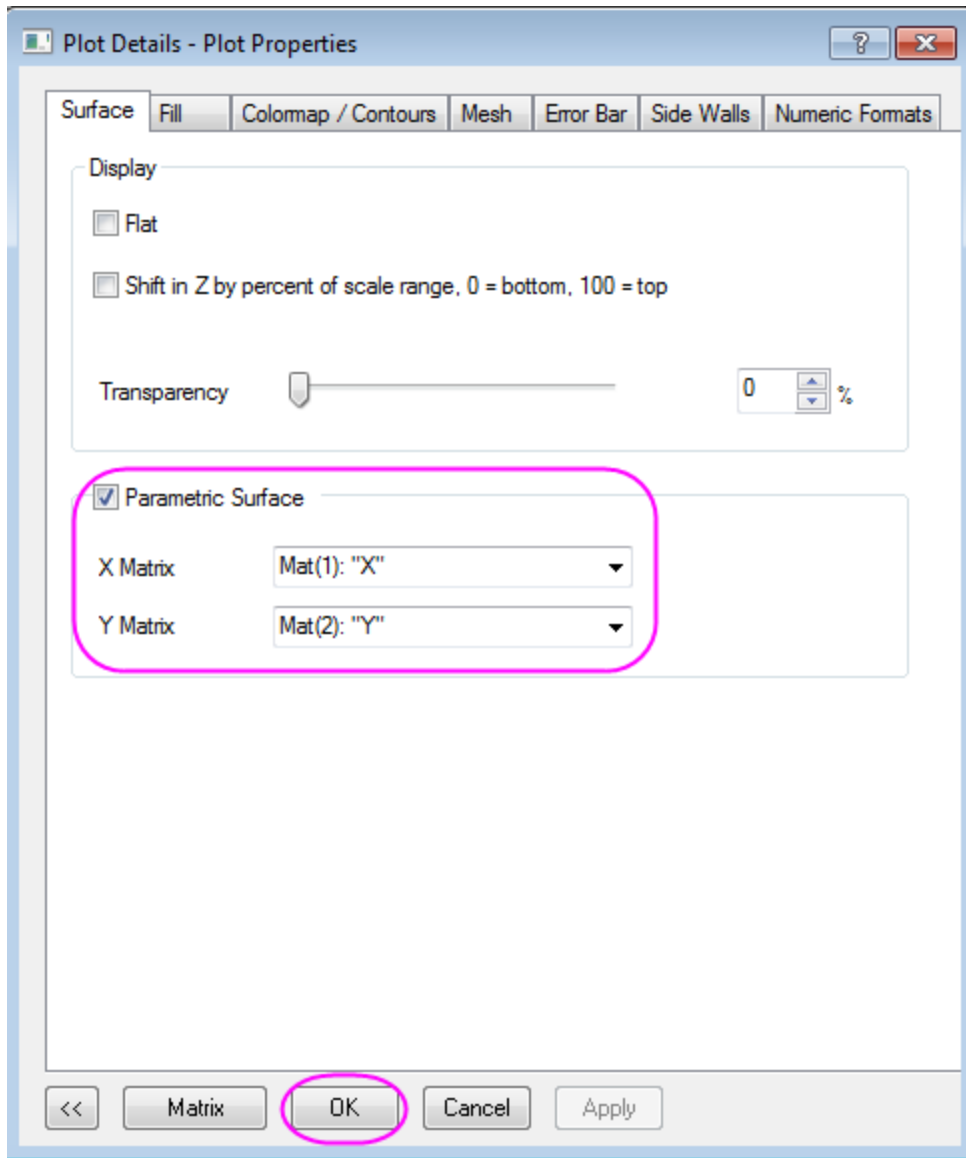 Plot Details - Plot Properties
?
Surface Fill Colormap / Contours Mesh Error Bar Side Walls Numeric Formats
Display
Flat
Shift in Z by percent of scale range, 0 = bottom, 100 = top
Transparency 0 %
Parametric Surface
X Matrix Mat(1): "X"
Y Matrix Mat(2): "Y"
<< Matrix OK Cancel Apply